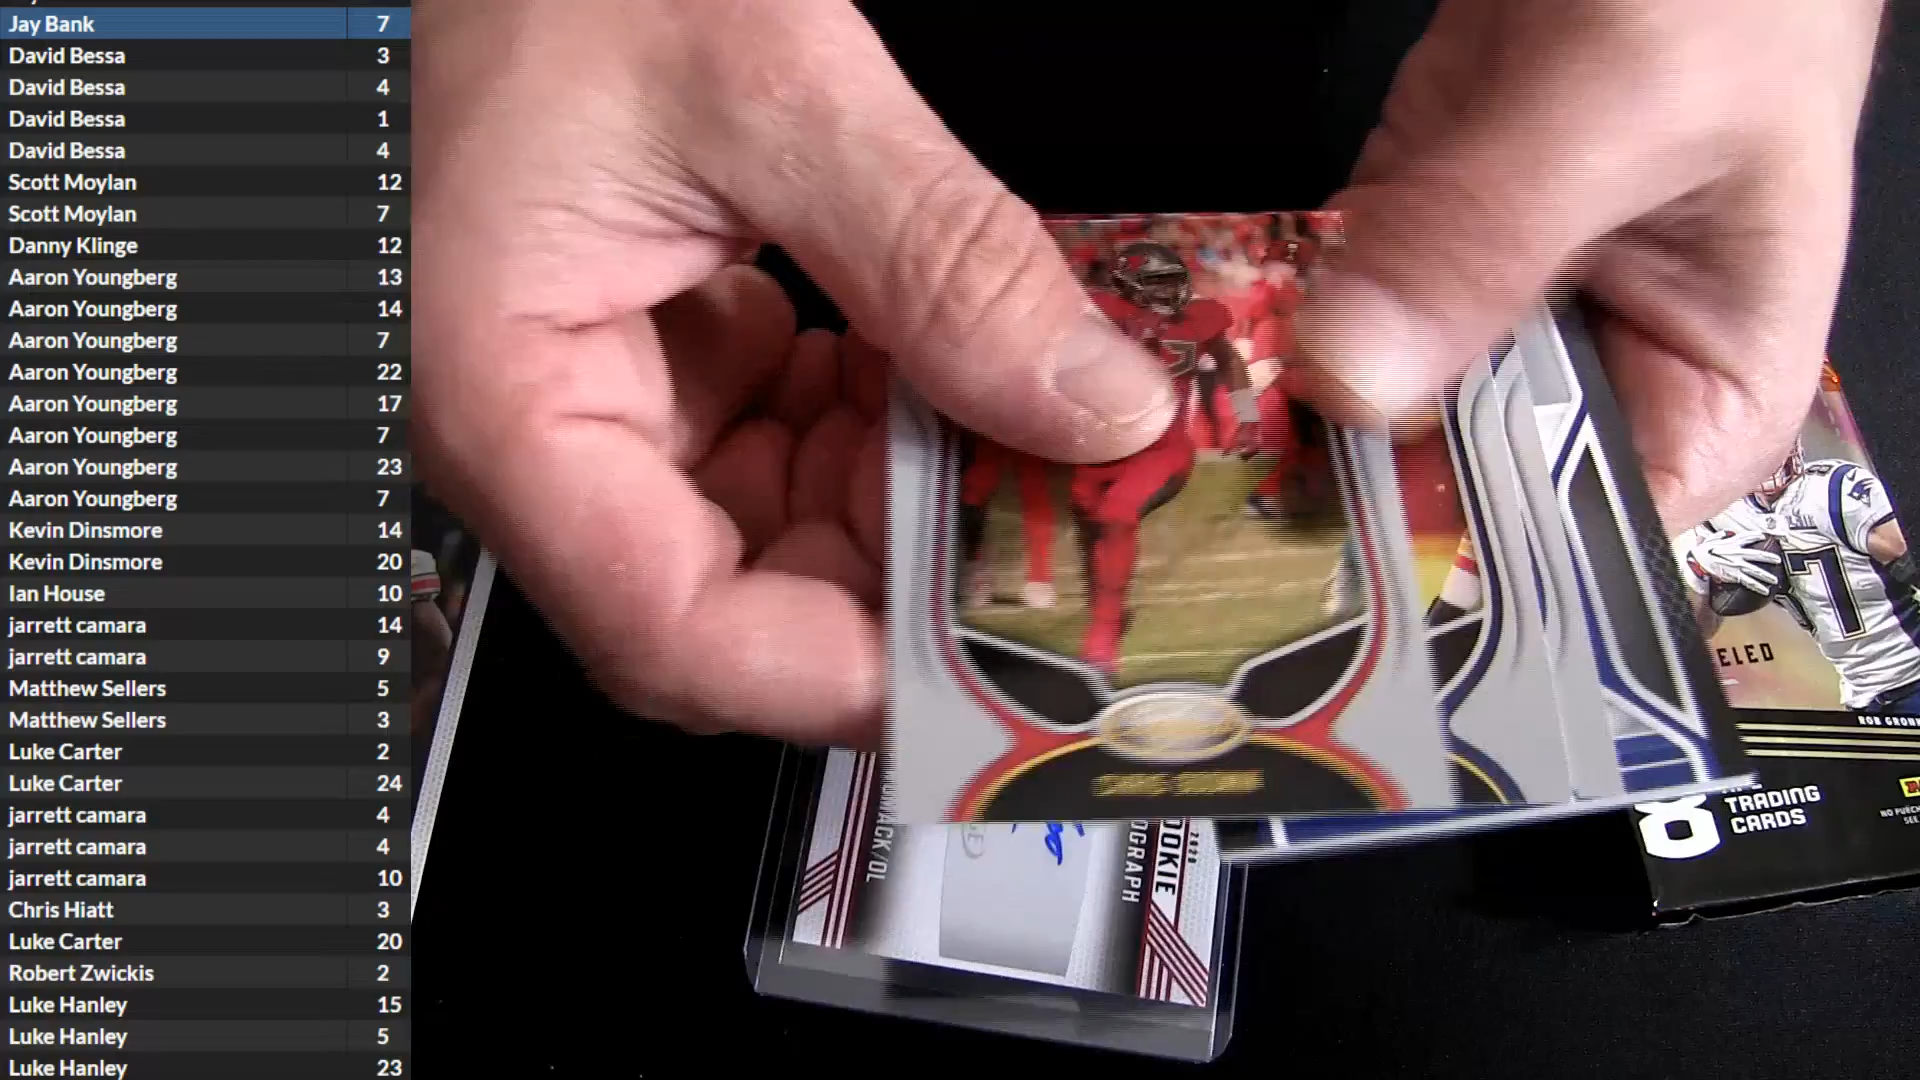 Jay Bank 7
David Bessa 3
David Bessa 4
David Bessa 1
David Bessa 4
Scott Moylan 12
Scott Moylan 7
Danny Klinge 12
Aaron Youngberg 13
Aaron Youngberg 14
Aaron Youngberg 7
Aaron Youngberg 22
Aaron Youngberg 17
Aaron Youngberg 7
Aaron Youngberg 23
Aaron Youngberg 7
Kevin Dinsmore 14
Kevin Dinsmore 20
Ian House 10
jarrett camara 14
jarrett camara 9
Matthew Sellers 5
Matthew Sellers 3
Luke Carter 2
Luke Carter 24
jarrett camara 4
jarrett camara 4
jarrett camara 10
Chris Hiatt 3
Luke Carter 20
Robert Zwickis 2
Luke Hanley 15
Luke Hanley 5
Luke Hanley 23
87
ELED
8
TRADING
CARDS
ROB
/OL
OOKIE
OGRAPH